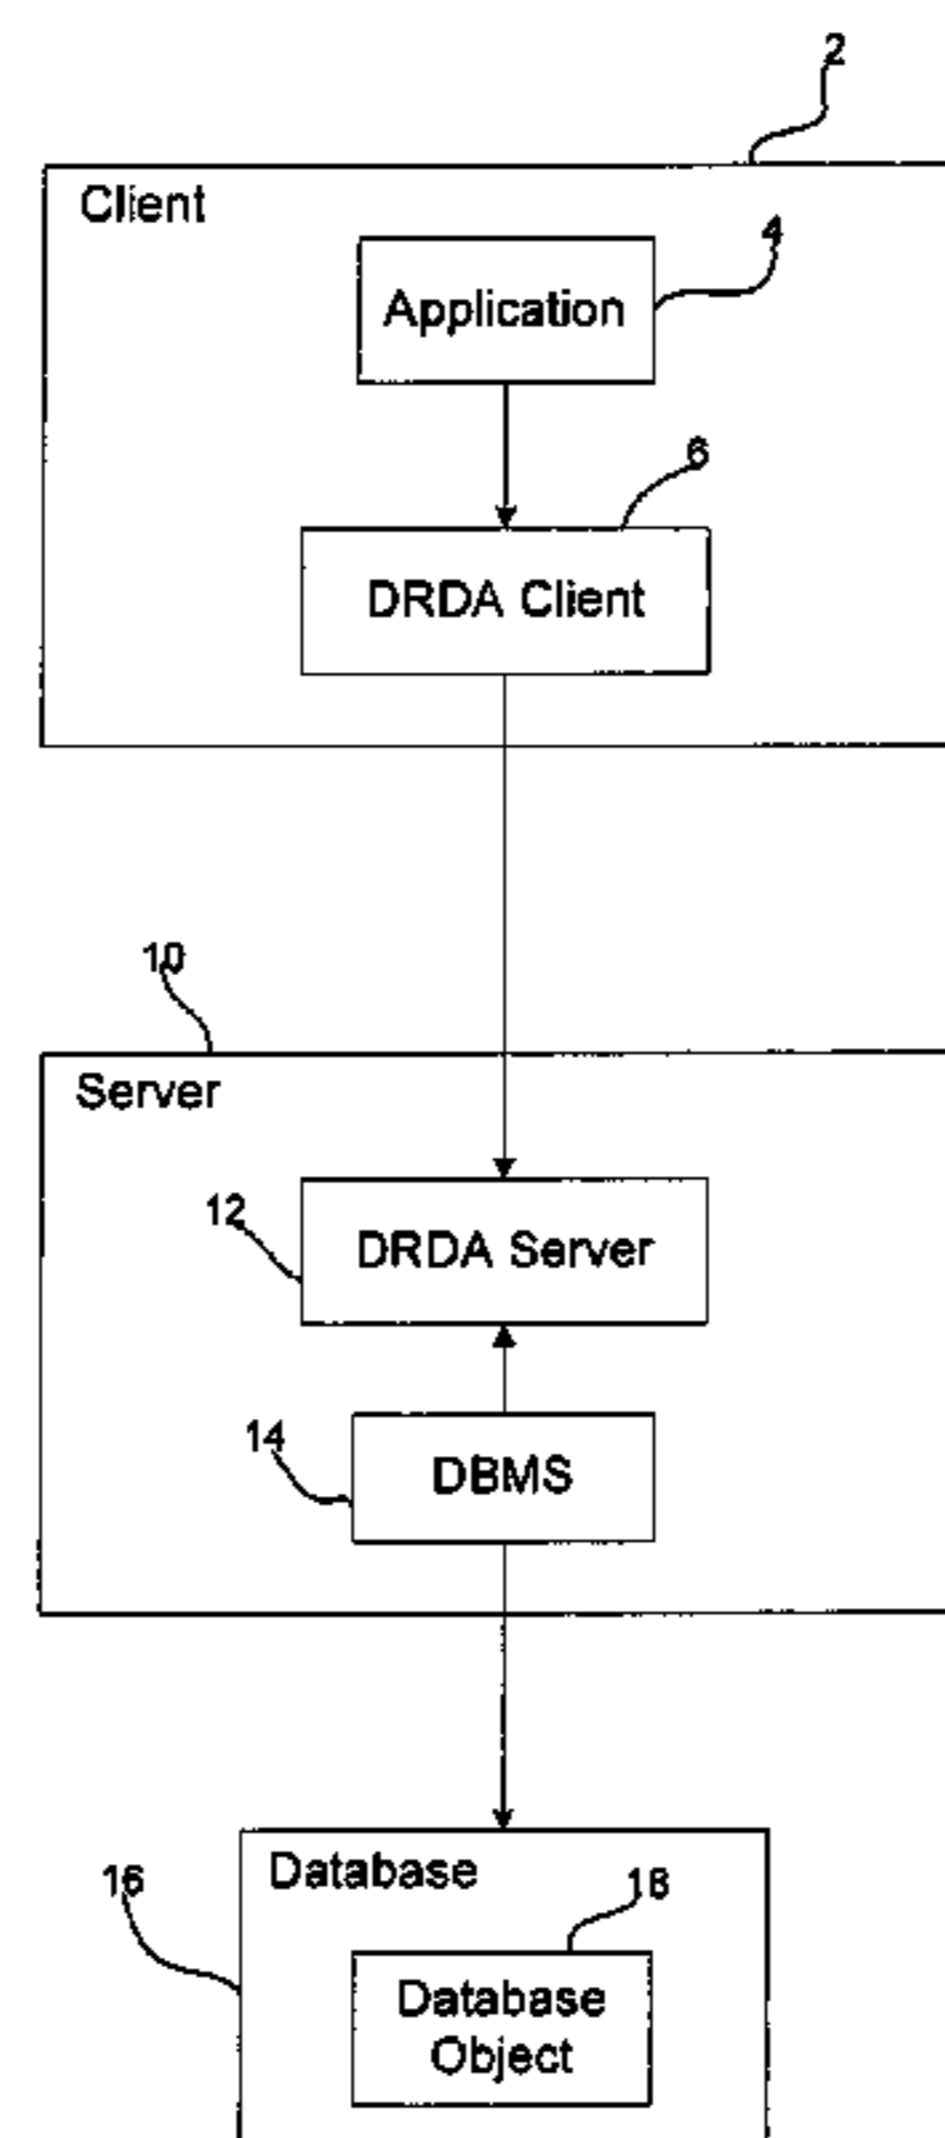 2
Client
4
Application
6
DRDA Client
10
Server
12
DRDA Server
14
DBMS
Database
16
18
Database
Object